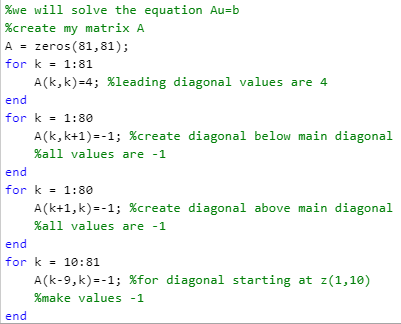 %we will solve the equation Au=b
%create my matrix A
A = zeros(81,81);
for k = 1:81
    A(k,k)=4; %leading diagonal values are 4
end
for k = 1:80
    A(k,k+1)=-1; %create diagonal below main diagonal
    %all values are -1
end
for k = 1:80
    A(k+1,k)=-1; %create diagonal above main diagonal
    %all values are -1
end
for k = 10:81
    A(k-9,k)=-1; %for diagonal starting at z(1,10)
    %make values -1
end